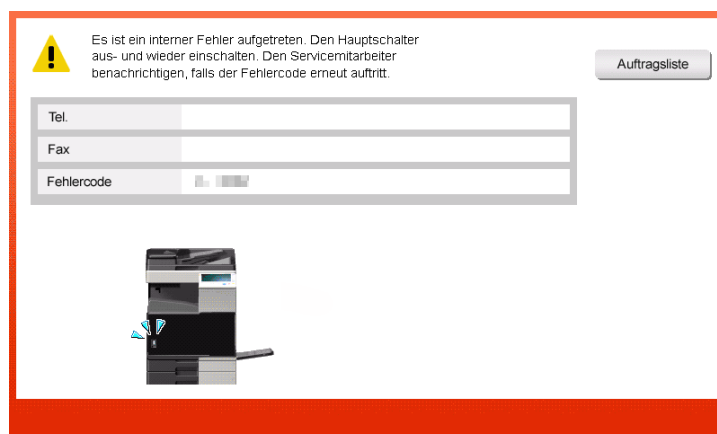 Es ist ein interner Fehler aufgetreten. Den Hauptschalter
aus- und wieder einschalten. Den Servicemitarbeiter
benachrichtigen, falls der Fehlercode erneut auftritt.
Auftragsliste
Tel.
Fax
Fehlercode